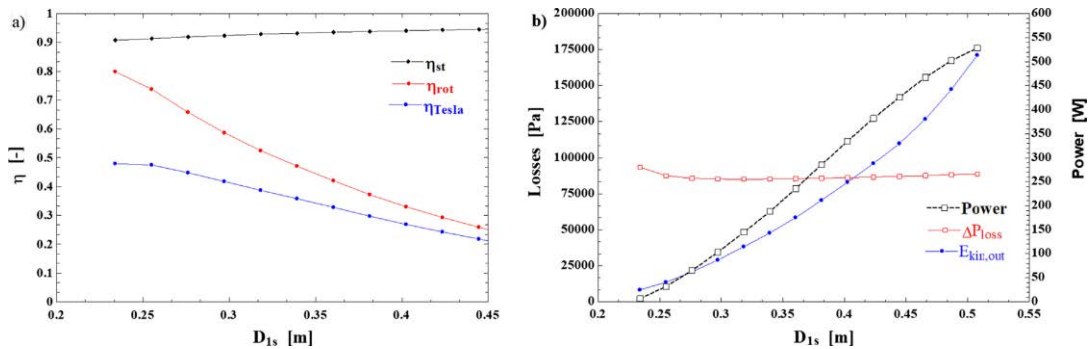 a)
η [-]
1
0.9
0.8
0.7
0.6
0.5
0.4
0.3
0.2
0.1
0
0.2 0.25 0.3 0.35 0.4 0.45
D1s [m]
ηst
ηrot
ηTesla
b)
Losses [Pa]
200000
175000
150000
125000
100000
75000
50000
25000
0
0.2 0.25 0.3 0.35 0.4 0.45 0.5 0.55
D1s [m]
Power
ΔPloss
Ekin,out
600
550
500
450
400
350
300
250
200
150
100
50
0
Power [W]